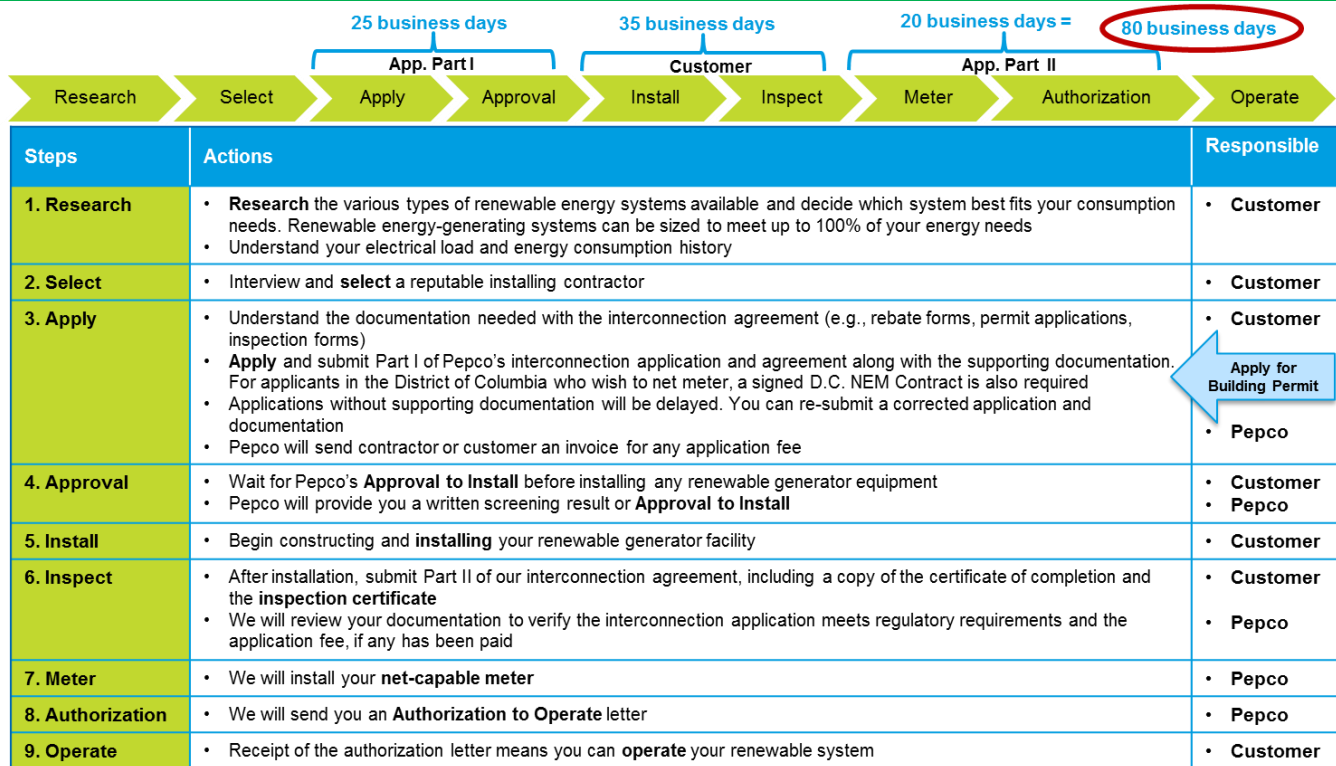 25 business days
35 business days
20 business days =
80 business days
App. Part I
Customer
App. Part II
Research
Select
Apply
Approval
Install
Inspect
Meter
Authorization
Operate
Steps
Actions
Responsible
1. Research
• Research the various types of renewable energy systems available and decide which system best fits your consumption
needs. Renewable energy-generating systems can be sized to meet up to 100% of your energy needs
• Understand your electrical load and energy consumption history
• Customer
2. Select
• Interview and select a reputable installing contractor
• Customer
3. Apply
• Understand the documentation needed with the interconnection agreement (e.g., rebate forms, permit applications,
inspection forms)
• Apply and submit Part I of Pepco's interconnection application and agreement along with the supporting documentation.
For applicants in the District of Columbia who wish to net meter, a signed D.C. NEM Contract is also required
• Applications without supporting documentation will be delayed. You can re-submit a corrected application and
documentation
• Pepco will send contractor or customer an invoice for any application fee
• Customer
Apply for
Building Permit
• Pepco
4. Approval
• Wait for Pepco's Approval to Install before installing any renewable generator equipment
• Pepco will provide you a written screening result or Approval to Install
• Customer
• Pepco
5. Install
• Begin constructing and installing your renewable generator facility
• Customer
6. Inspect
• After installation, submit Part II of our interconnection agreement, including a copy of the certificate of completion and
the inspection certificate
• We will review your documentation to verify the interconnection application meets regulatory requirements and the
application fee, if any has been paid
• Customer
• Pepco
7. Meter
• We will install your net-capable meter
• Pepco
8. Authorization
• We will send you an Authorization to Operate letter
• Pepco
9. Operate
• Receipt of the authorization letter means you can operate your renewable system
• Customer